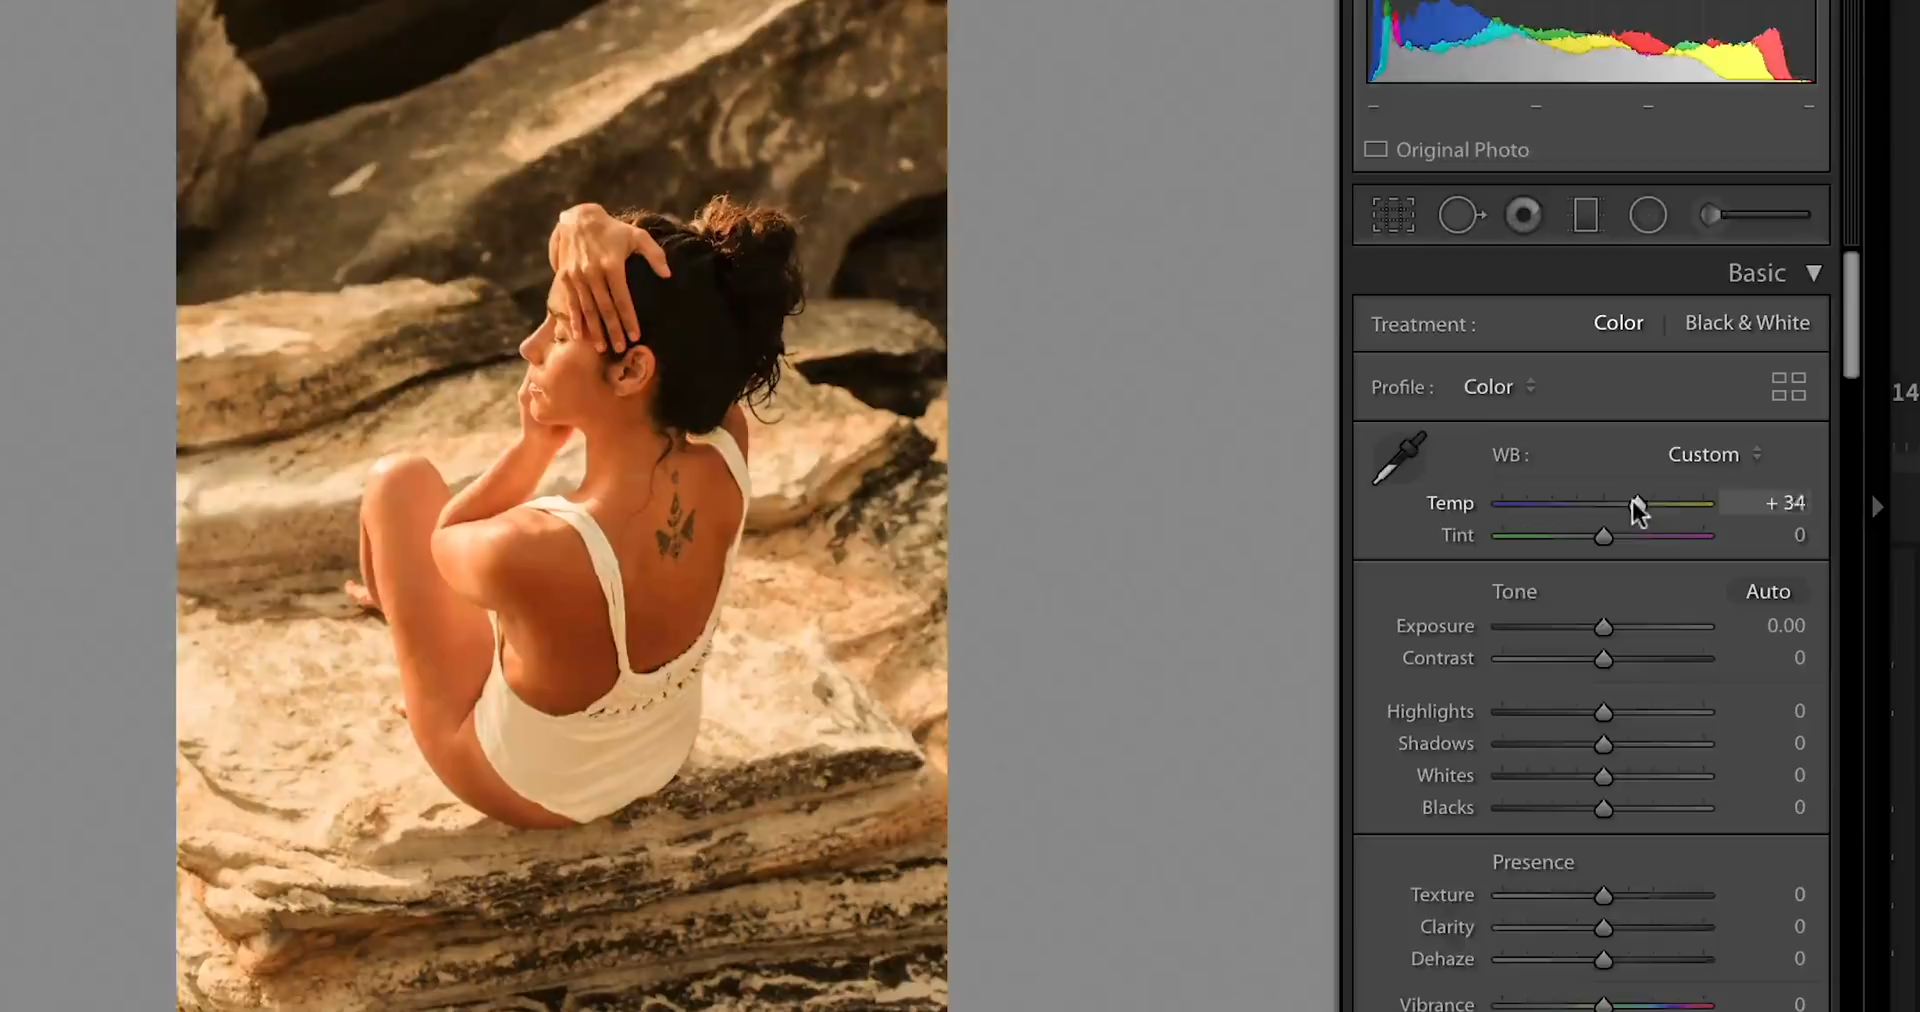 Original Photo
Basic
Treatment :
Color
Black & White
Profile :
Color
14
WB :
Custom
Temp
+ 34
Tint
0
Tone
Auto
Exposure
0.00
Contrast
0
Highlights
0
Shadows
0
Whites
0
Blacks
0
Presence
Texture
0
Clarity
0
Dehaze
0
Vibrance
0